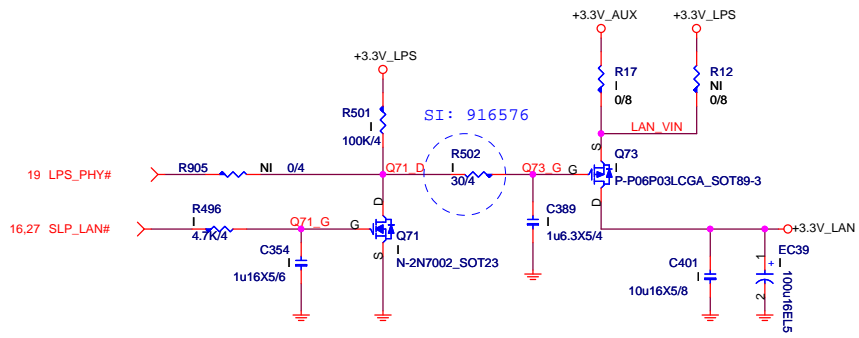 +3.3V_AUX
+3.3V_LPS
+3.3V_LPS
R17
I
0/8
R12
NI
0/8
R501
I
100K/4
SI: 916576
LAN_VIN
S
Q73
I
19 LPS_PHY#
R905
NI
0/4
Q71_D
R502
I
30/4
Q73_G
G
P-P06P03LCGA_SOT89-3
D
D
R496
I
4.7K/4
16,27 SLP_LAN#
Q71_G
G
Q71
I
N-2N7002_SOT23
S
C389
I
1u6.3X5/4
+3.3V_LAN
C354
I
1u16X5/6
C401
I
10u16X5/8
1
+
2
EC39
I
100u16EL5